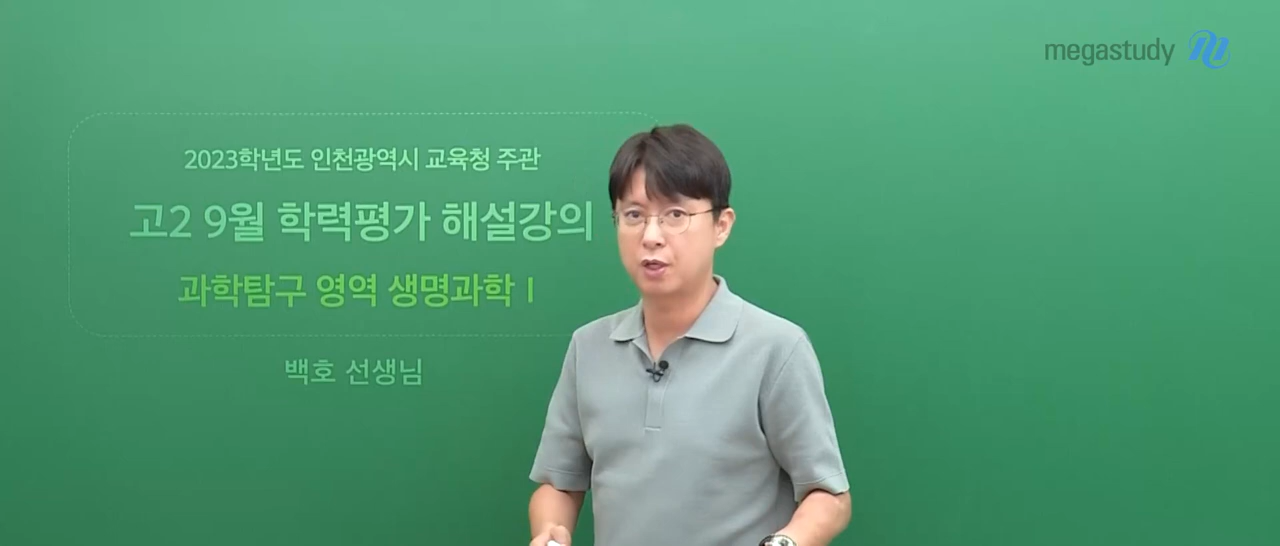 megastudy
2023학년도 인천광역시 교육청 주관
고2 9월 학력평가 해설강의
과학탐구 영역 생명과학 I
백호 선생님